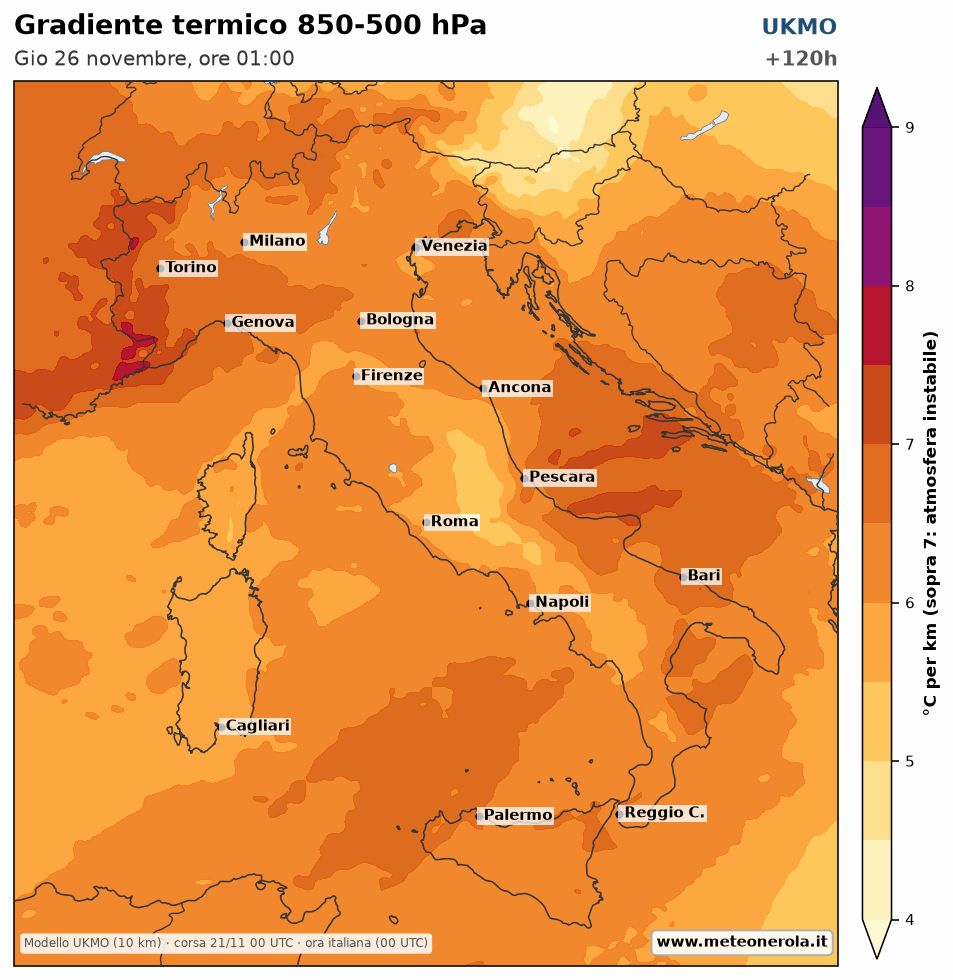 Gradiente termico 850-500 hPa
UKMO
Gio 26 novembre, ore 01:00
+120h
Milano
Venezia
Torino
Genova
Bologna
Firenze
Ancona
Pescara
Roma
Bari
Napoli
Cagliari
Palermo
Reggio C.
9
8
7
6
5
4
°C per km (sopra 7: atmosfera instabile)
Modello UKMO (10 km) · corsa 21/11 00 UTC · ora italiana (00 UTC)
www.meteonerola.it